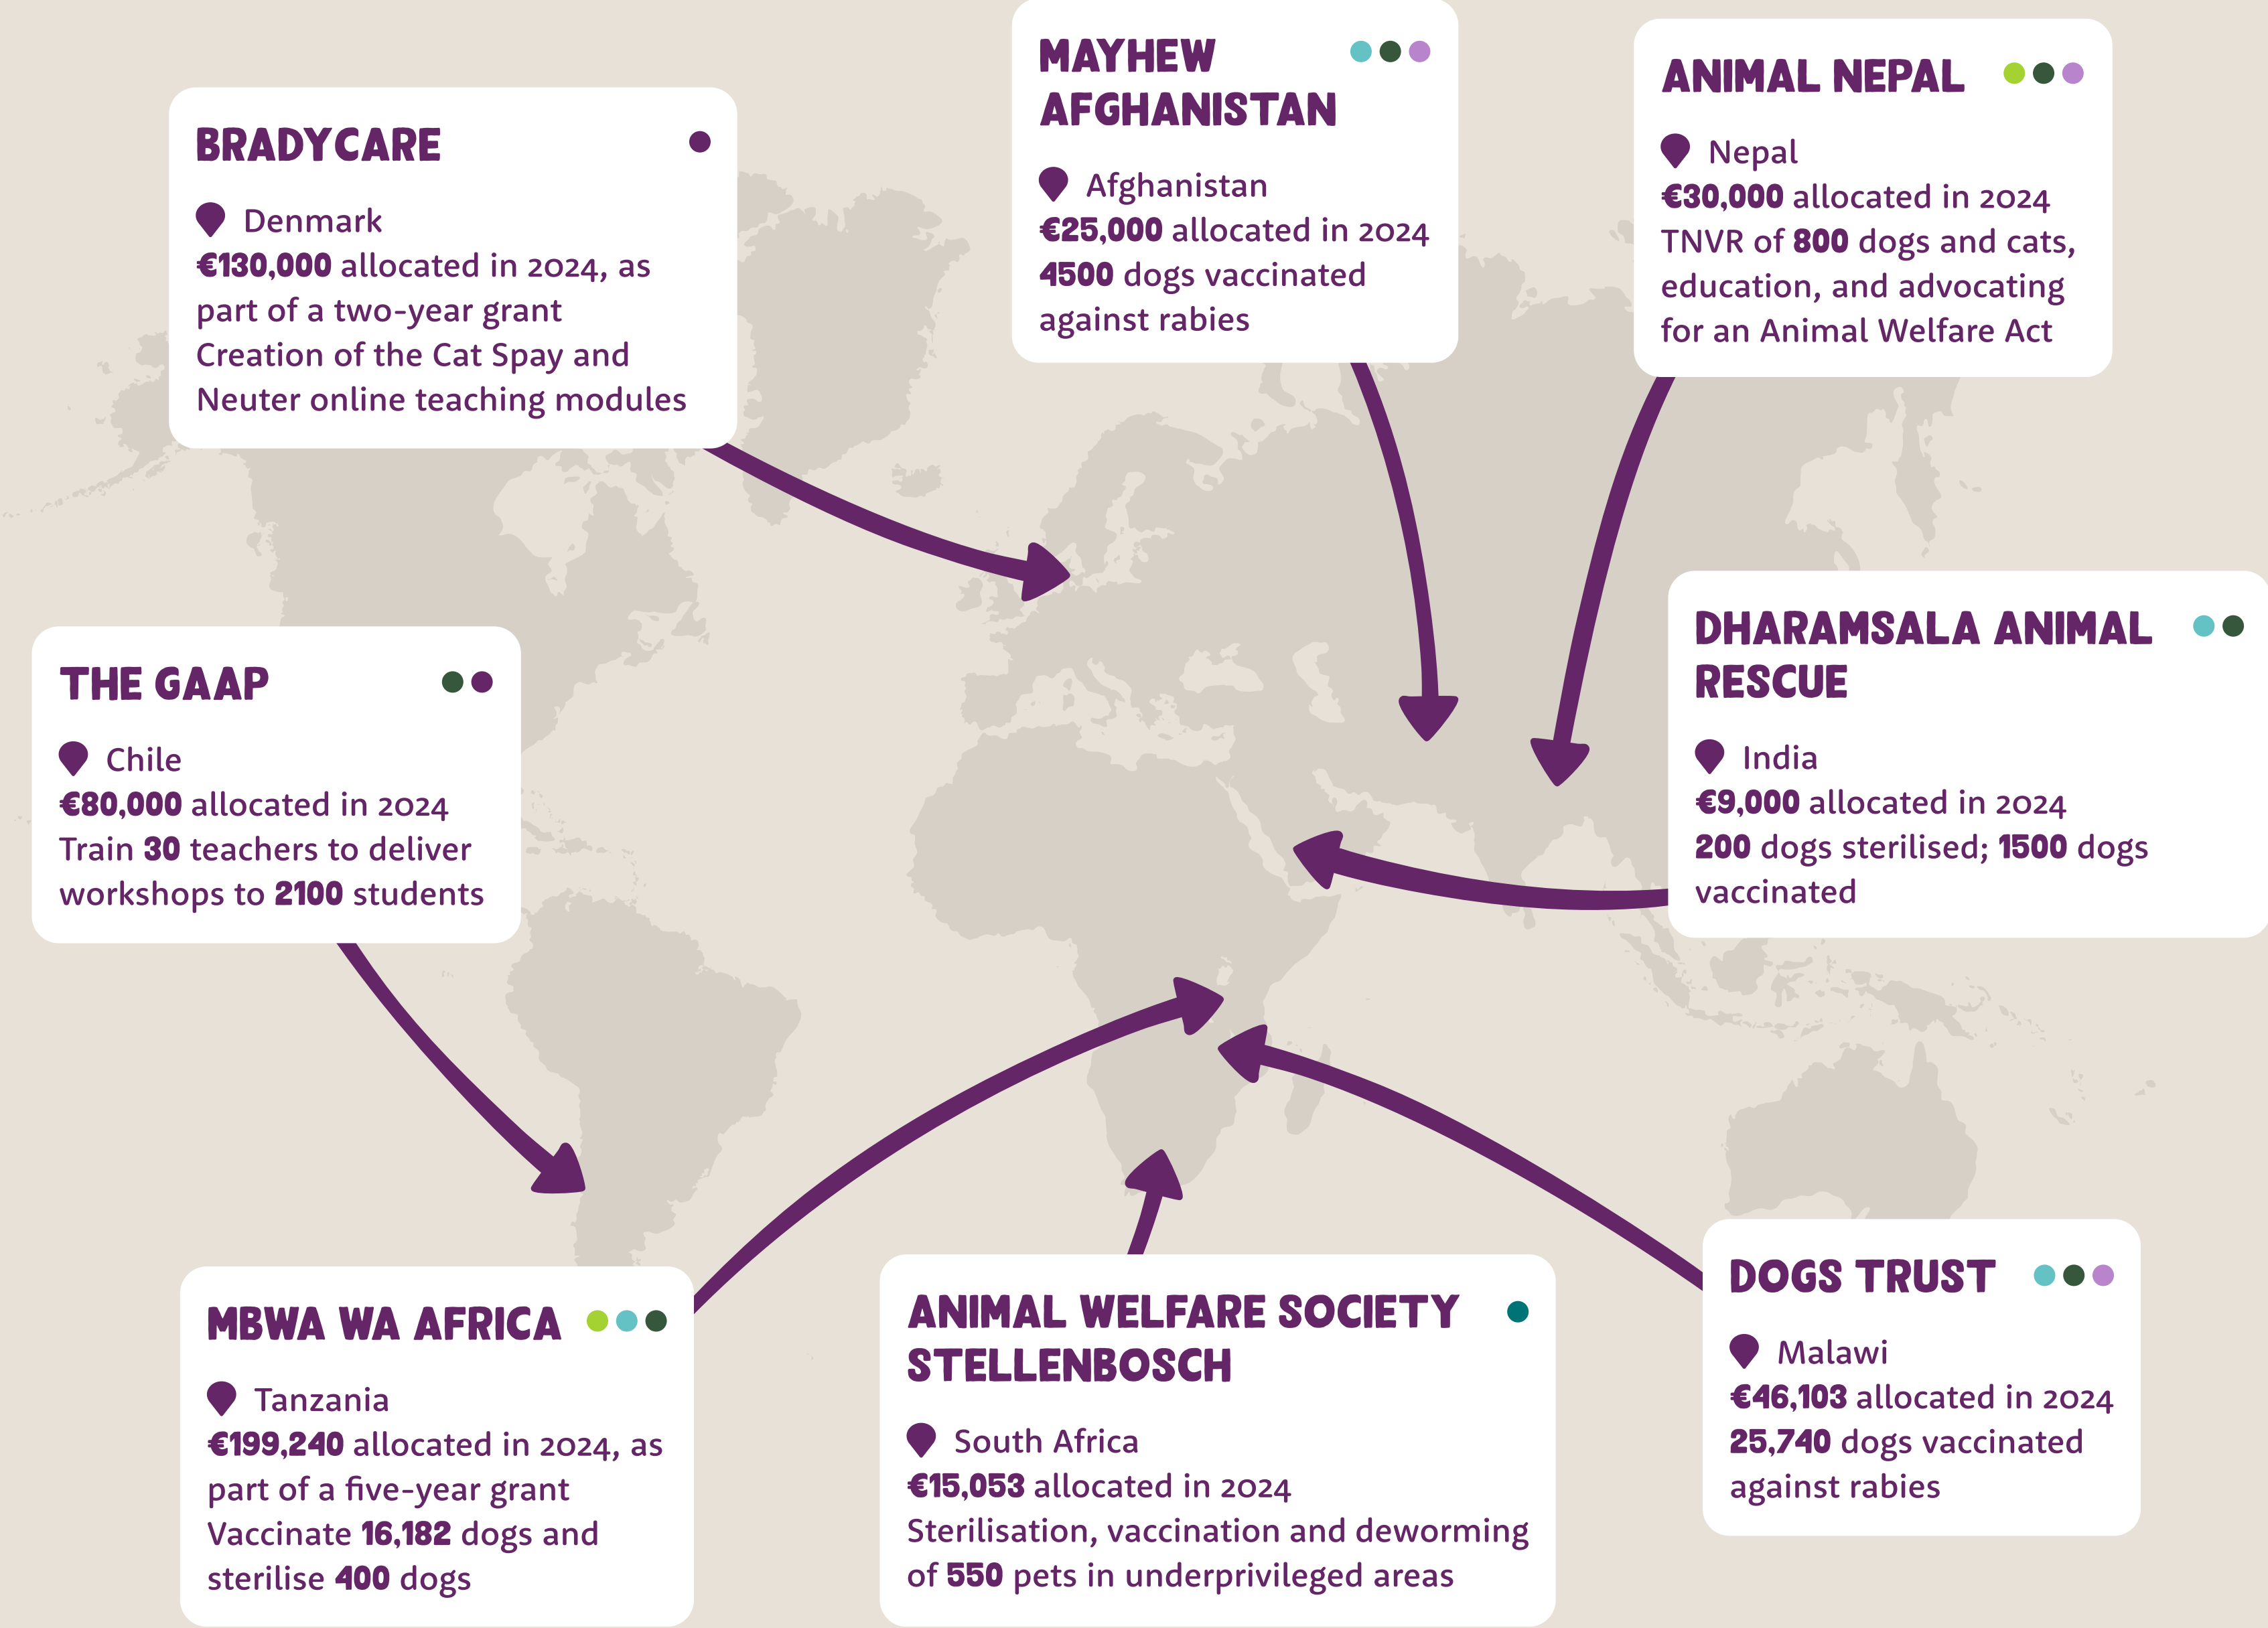 BRADYCARE
Denmark
€130,000 allocated in 2024, as
part of a two-year grant
Creation of the Cat Spay and
Neuter online teaching modules
MAYHEW
AFGHANISTAN
Afghanistan
€25,000 allocated in 2024
4500 dogs vaccinated
against rabies
ANIMAL NEPAL
Nepal
€30,000 allocated in 2024
TNVR of 800 dogs and cats,
education, and advocating
for an Animal Welfare Act
THE GAAP
Chile
€80,000 allocated in 2024
Train 30 teachers to deliver
workshops to 2100 students
DHARAMSALA ANIMAL
RESCUE
India
€9,000 allocated in 2024
200 dogs sterilised; 1500 dogs
vaccinated
MBWA WA AFRICA
Tanzania
€199,240 allocated in 2024, as
part of a five-year grant
Vaccinate 16,182 dogs and
sterilise 400 dogs
ANIMAL WELFARE SOCIETY
STELLENBOSCH
South Africa
€15,053 allocated in 2024
Sterilisation, vaccination and deworming
of 550 pets in underprivileged areas
DOGS TRUST
Malawi
€46,103 allocated in 2024
25,740 dogs vaccinated
against rabies